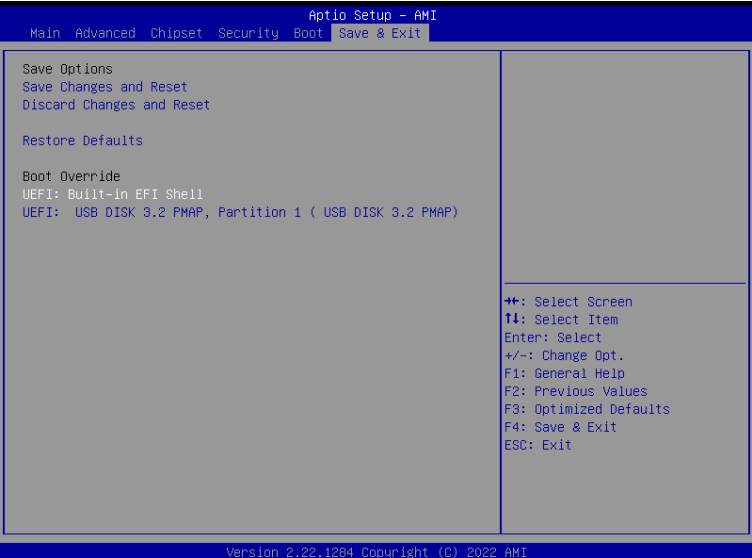 Aptio Setup - AMI
Main Advanced Chipset Security Boot Save & Exit
Save Options
Save Changes and Reset
Discard Changes and Reset
Restore Defaults
Boot Override
UEFI: Built-in EFI Shell
UEFI: USB DISK 3.2 PMAP, Partition 1 ( USB DISK 3.2 PMAP)
→←: Select Screen
↑↓: Select Item
Enter: Select
+/-: Change Opt.
F1: General Help
F2: Previous Values
F3: Optimized Defaults
F4: Save & Exit
ESC: Exit
Version 2.22.1284 Copyright (C) 2022 AMI